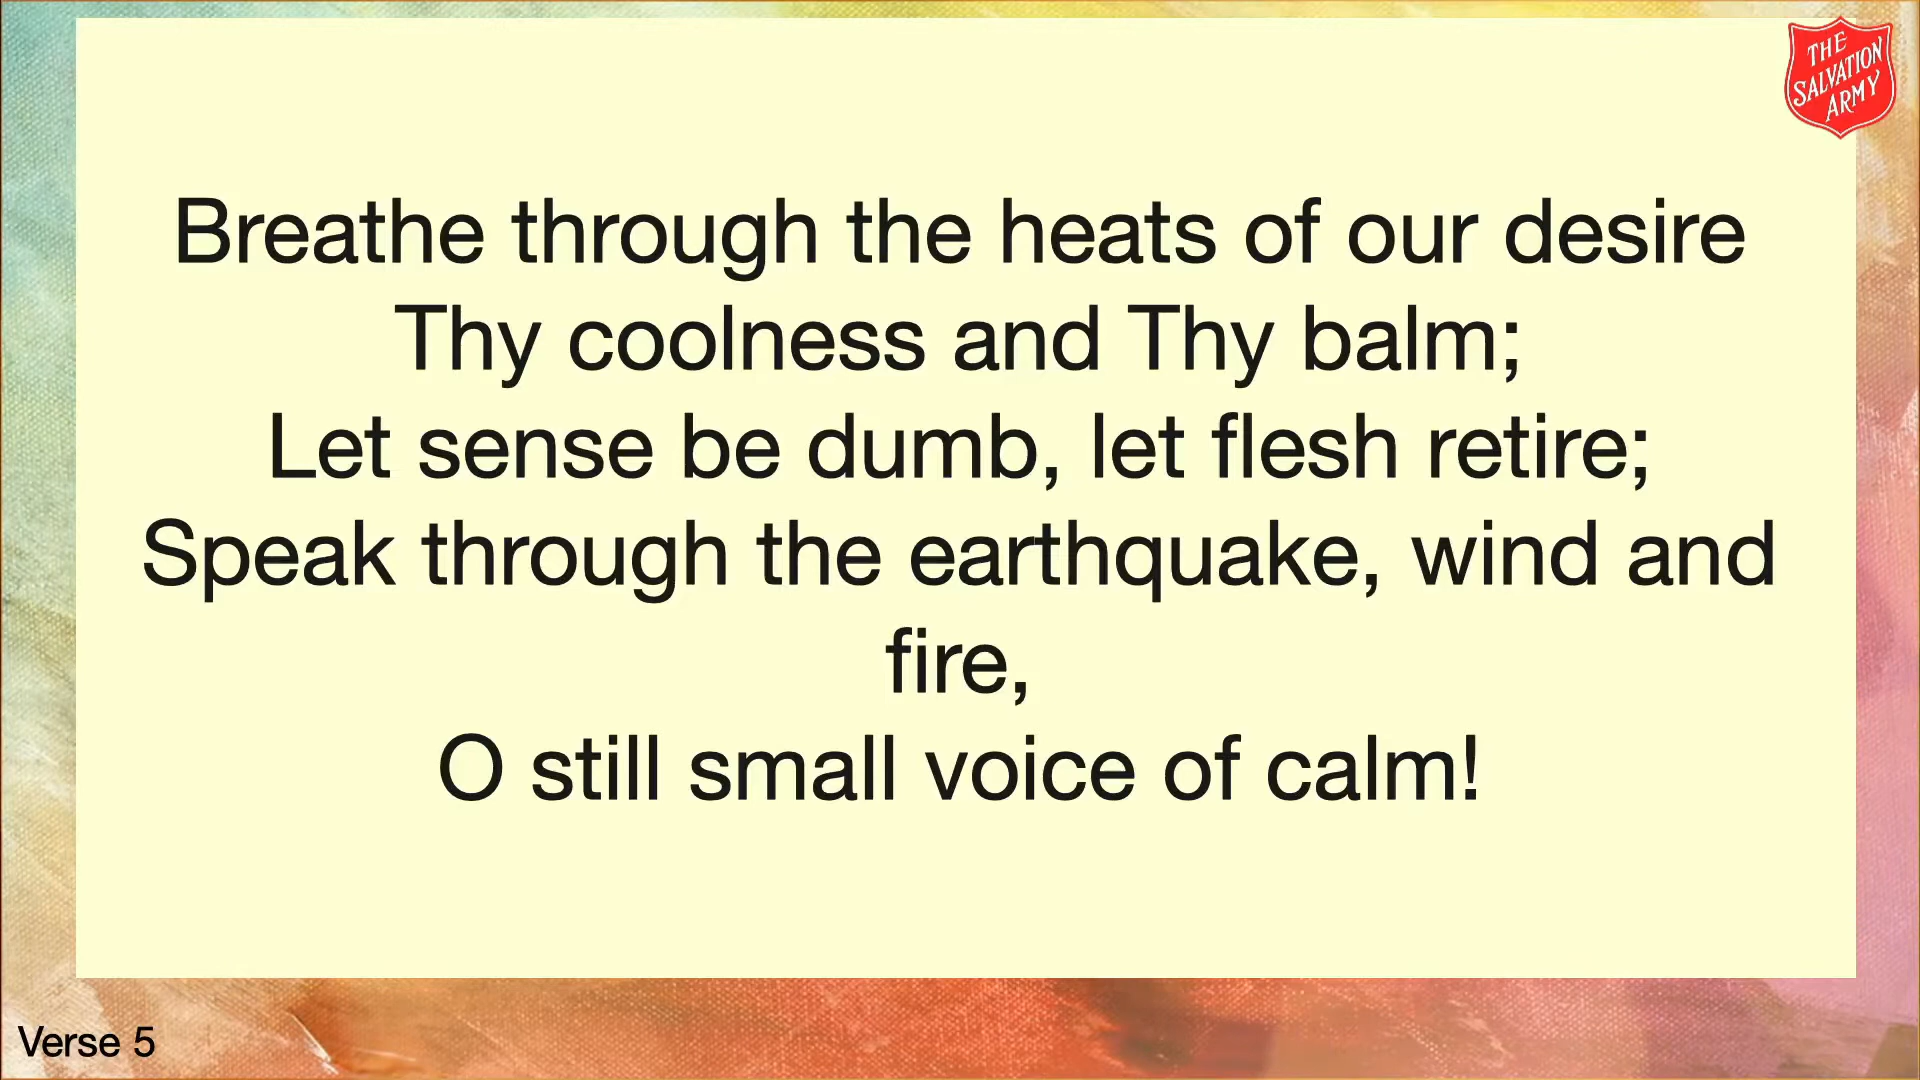 THE
SALVATION
ARMY
Breathe through the heats of our desire
Thy coolness and Thy balm;
Let sense be dumb, let flesh retire;
Speak through the earthquake, wind and
fire,
O still small voice of calm!
Verse 5